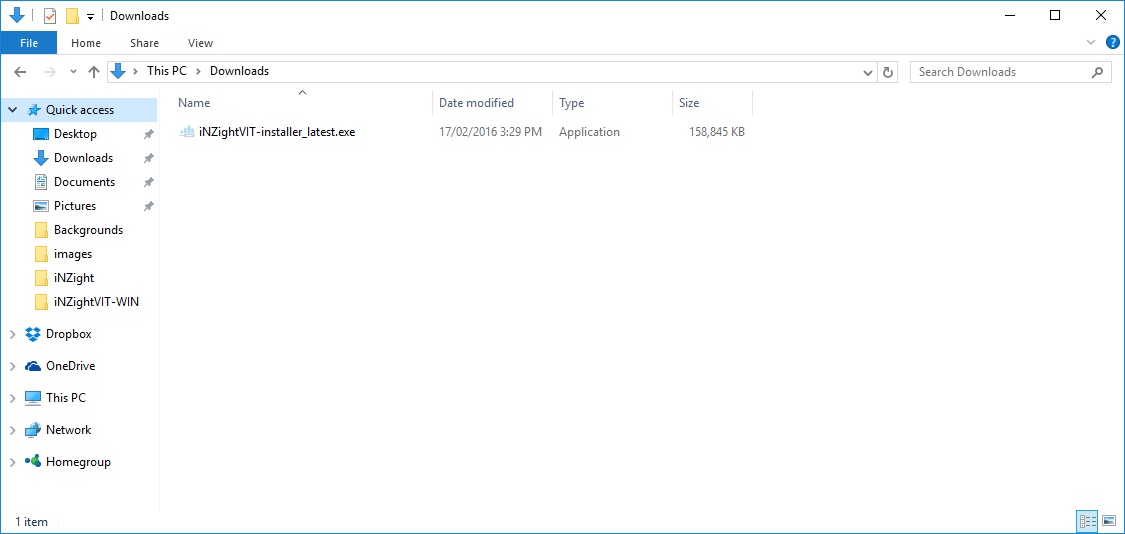 Downloads
File Home Share View
This PC Downloads Search Downloads
Name Date modified Type Size
Quick access
iNZightVIT-installer_latest.exe 17/02/2016 3:29 PM Application 158,845 KB
Desktop
Downloads
Documents
Pictures
Backgrounds
images
iNZight
iNZightVIT-WIN
Dropbox
OneDrive
This PC
Network
Homegroup
1 item